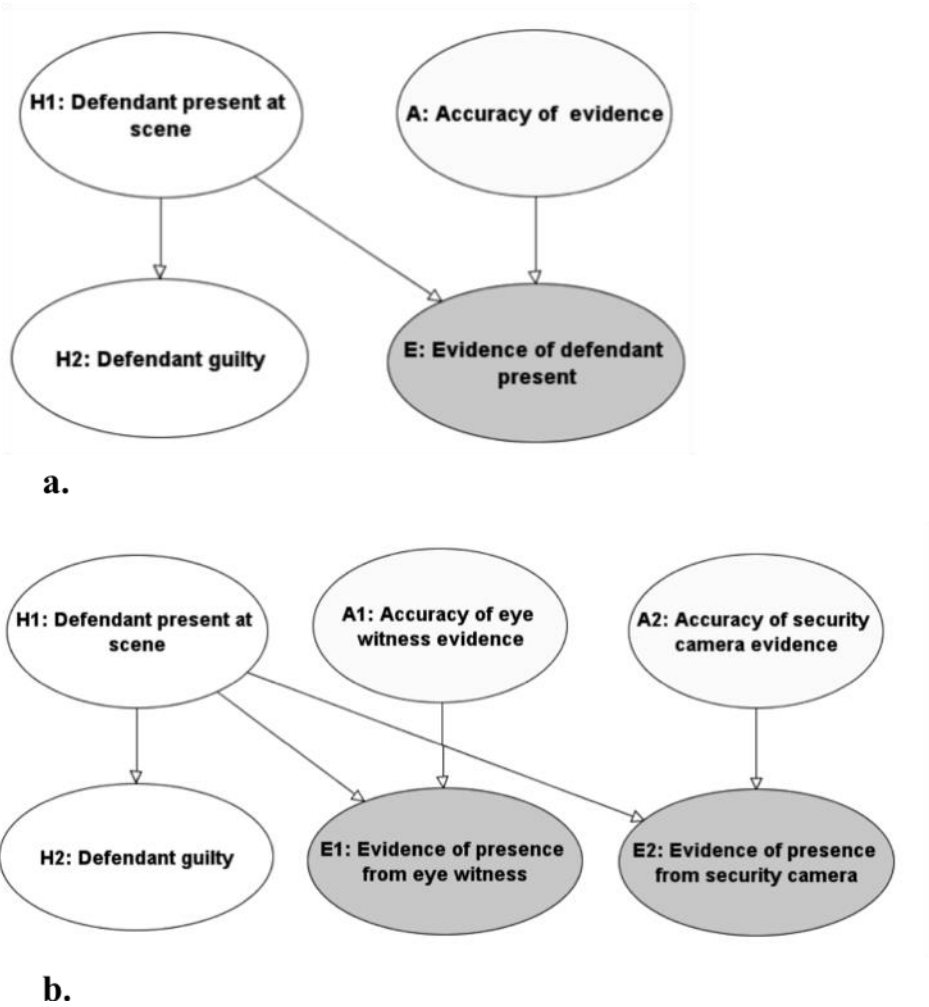 H1: Defendant present at
scene
A: Accuracy of evidence
H2: Defendant guilty
E: Evidence of defendant
present
a.
H1: Defendant present at
scene
A1: Accuracy of eye
witness evidence
A2: Accuracy of security
camera evidence
H2: Defendant guilty
E1: Evidence of presence
from eye witness
E2: Evidence of presence
from security camera
b.